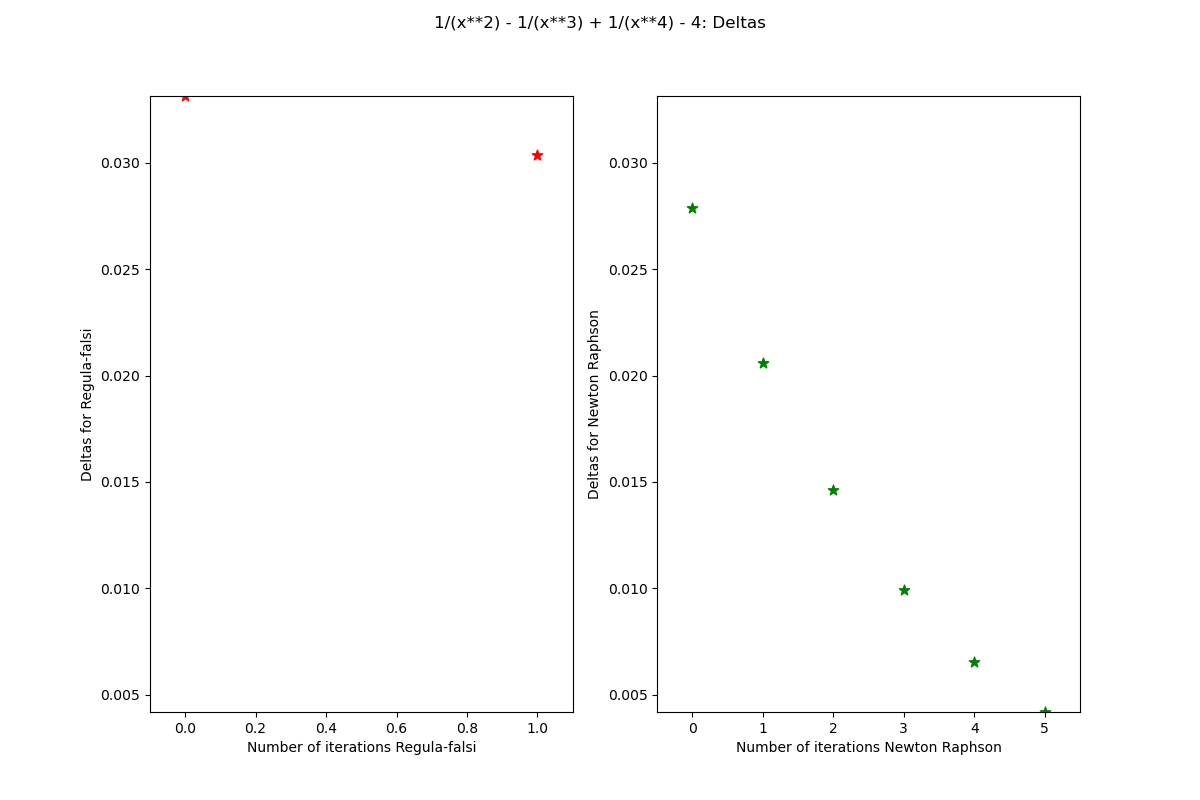 1/(x**2) - 1/(x**3) + 1/(x**4) - 4: Deltas
0.030
0.025
0.020
0.015
0.010
0.005
Deltas for Regula-falsi
0.0 0.2 0.4 0.6 0.8 1.0
Number of iterations Regula-falsi
0.030
0.025
0.020
0.015
0.010
0.005
Deltas for Newton Raphson
0 1 2 3 4 5
Number of iterations Newton Raphson